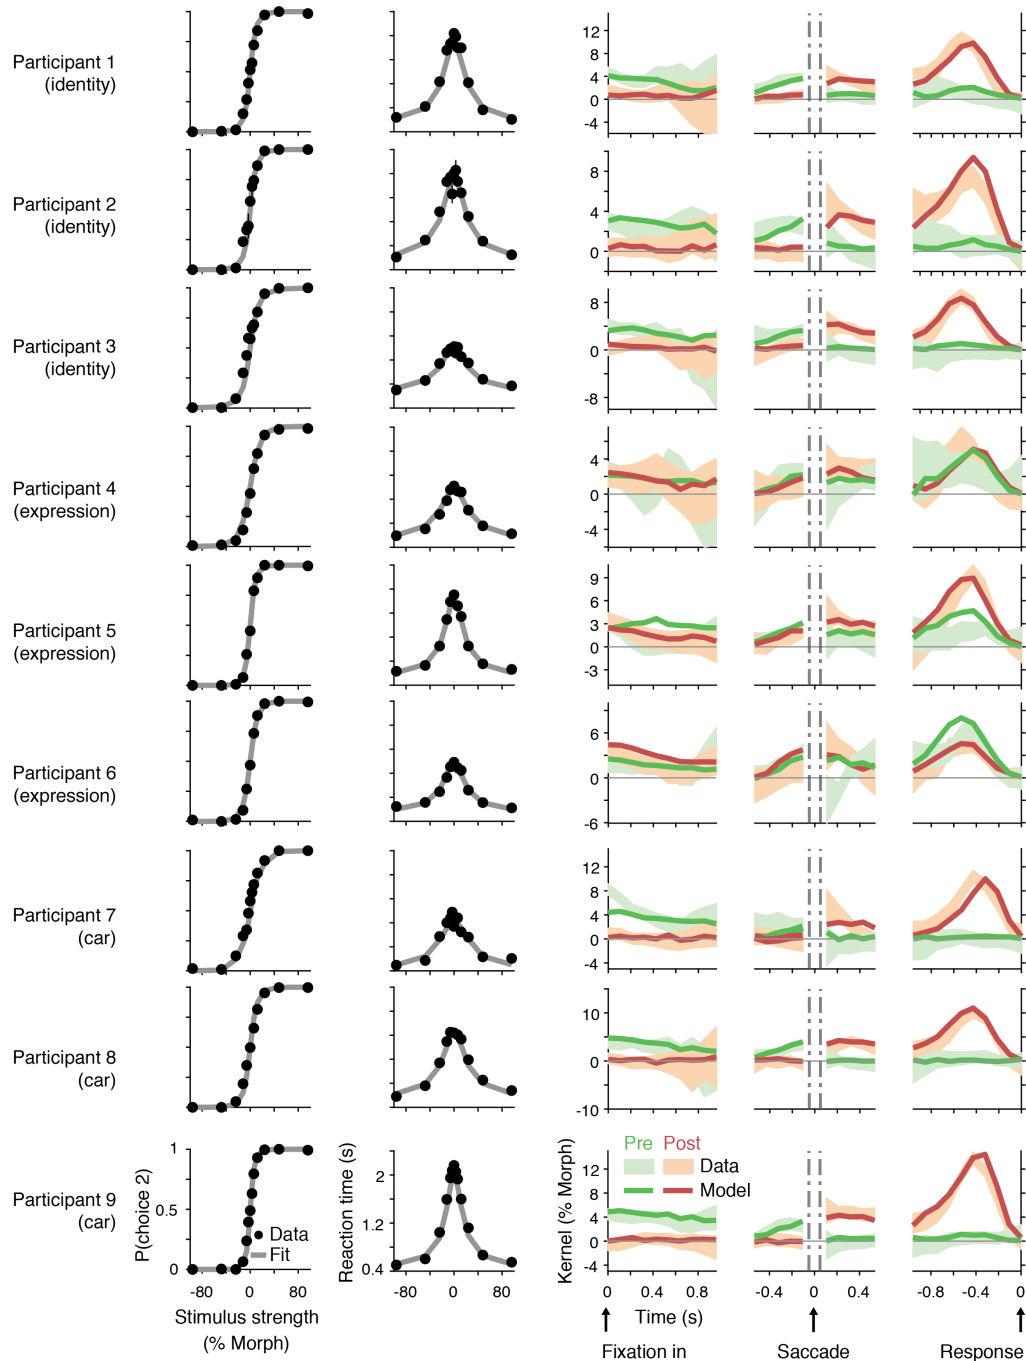 Participant 1
(identity)
12
8
4
0
-4
Participant 2
(identity)
8
4
0
Participant 3
(identity)
8
0
-8
Participant 4
(expression)
4
0
-4
Participant 5
(expression)
9
6
3
0
-3
Participant 6
(expression)
6
0
-6
Participant 7
(car)
12
8
4
0
-4
Participant 8
(car)
10
0
-10
Participant 9
(car)
P(choice 2)
1
0.5
0
Data
Fit
-80 0 80
Stimulus strength
(% Morph)
Reaction time (s)
2
1.2
0.4
-80 0 80
Kernel (% Morph)
12
8
4
0
-4
Pre Post
Data
Model
0 0.4 0.8
-0.4 0 0.4
-0.8 -0.4 0
Time (s)
Fixation in
Saccade
Response